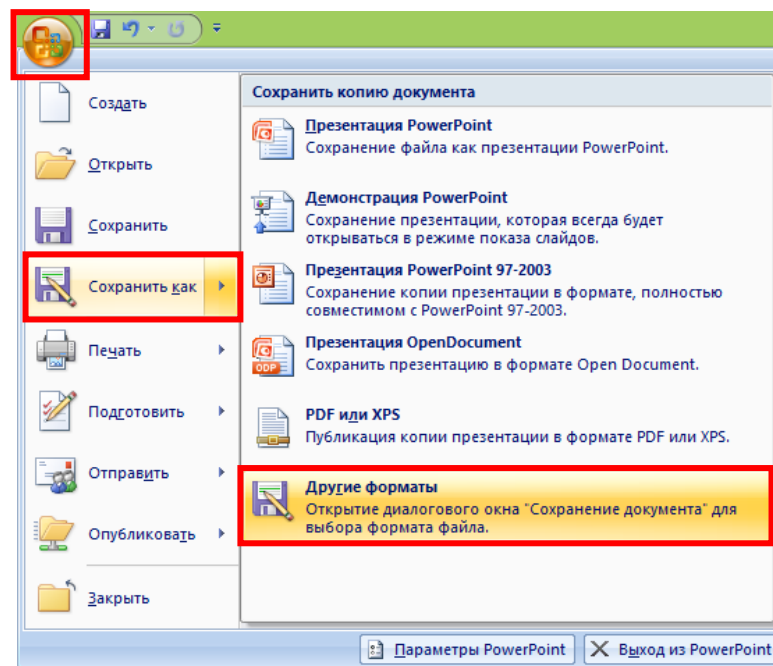 Создать
Открыть
Сохранить
Сохранить как
Печать
Подготовить
Отправить
Опубликовать
Закрыть
Сохранить копию документа
Презентация PowerPoint
Сохранение файла как презентации PowerPoint.
Демонстрация PowerPoint
Сохранение презентации, которая всегда будет
открываться в режиме показа слайдов.
Презентация PowerPoint 97-2003
Сохранение копии презентации в формате, полностью
совместимом с PowerPoint 97-2003.
Презентация OpenDocument
Сохранить презентацию в формате Open Document.
ODP
PDF или XPS
Публикация копии презентации в формате PDF или XPS.
Другие форматы
Открытие диалогового окна "Сохранение документа" для
выбора формата файла.
Параметры PowerPoint
Выход из PowerPoint